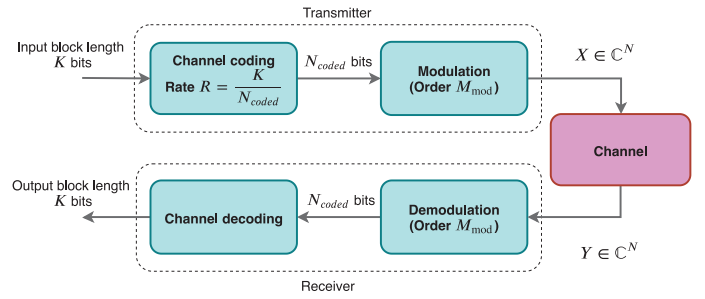 Transmitter
Input block length
K bits
Channel coding
Rate R = K / N_coded
N_coded bits
Modulation
(Order M_mod)
X ∈ ℂ^N
Channel
Output block length
K bits
Channel decoding
N_coded bits
Demodulation
(Order M_mod)
Y ∈ ℂ^N
Receiver